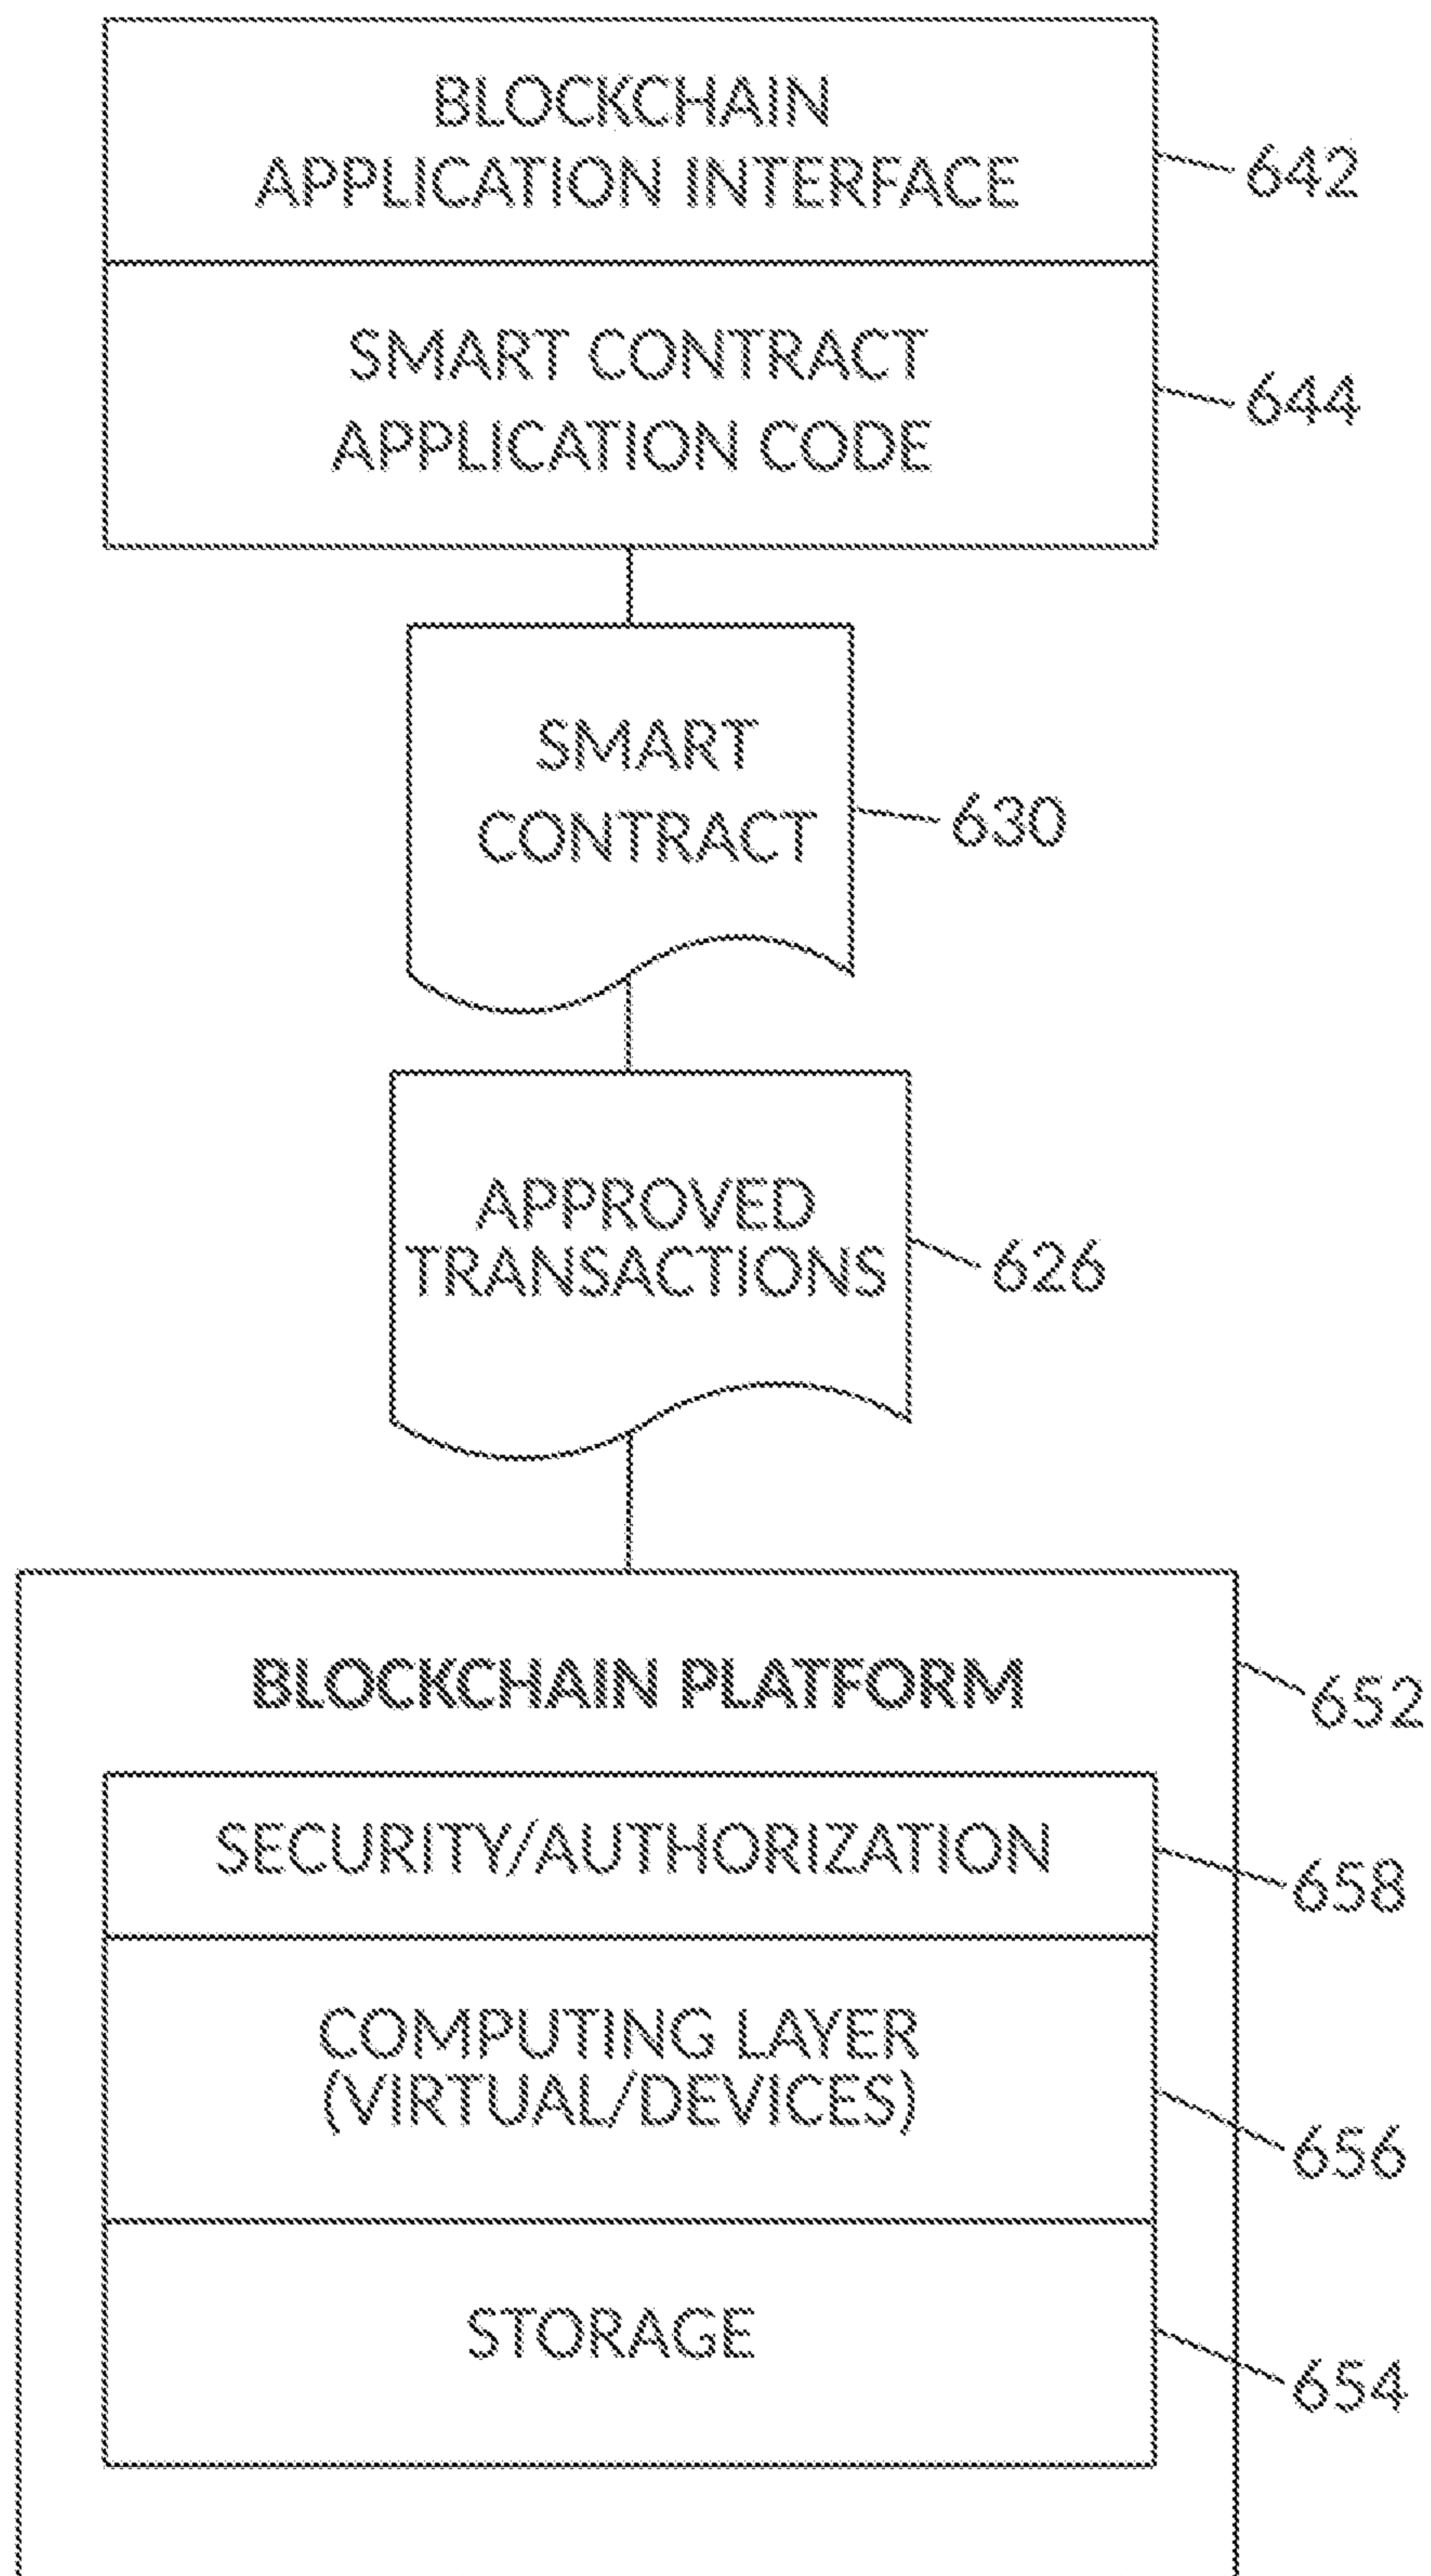 BLOCKCHAIN
APPLICATION INTERFACE
642
SMART CONTRACT
APPLICATION CODE
644
SMART
CONTRACT
630
APPROVED
TRANSACTIONS
626
BLOCKCHAIN PLATFORM
652
SECURITY/AUTHORIZATION
658
COMPUTING LAYER
(VIRTUAL/DEVICES)
656
STORAGE
654